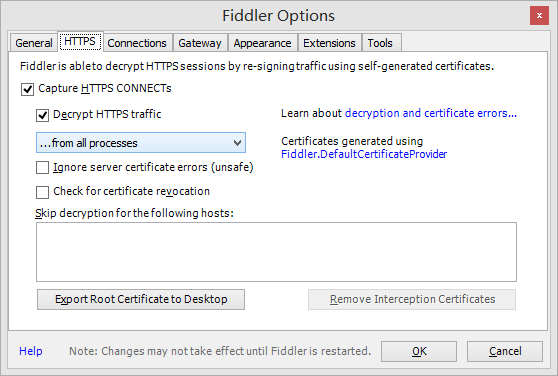 Fiddler Options
x
General HTTPS Connections Gateway Appearance Extensions Tools
Fiddler is able to decrypt HTTPS sessions by re-signing traffic using self-generated certificates.
Capture HTTPS CONNECTs
Decrypt HTTPS traffic Learn about decryption and certificate errors...
...from all processes Certificates generated using
Fiddler.DefaultCertificateProvider
Ignore server certificate errors (unsafe)
Check for certificate revocation
Skip decryption for the following hosts:
Export Root Certificate to Desktop Remove Interception Certificates
Help Note: Changes may not take effect until Fiddler is restarted. OK Cancel